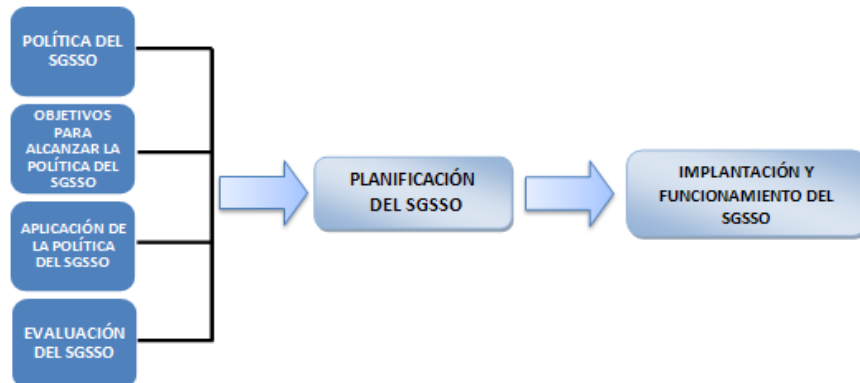 POLÍTICA DEL
SGSSO
OBJETIVOS
PARA
ALCANZAR LA
POLÍTICA DEL
SGSSO
APLICACIÓN DE
LA POLÍTICA
DEL SGSSO
EVALUACIÓN
DEL SGSSO
PLANIFICACIÓN
DEL SGSSO
IMPLANTACIÓN Y
FUNCIONAMIENTO DEL
SGSSO